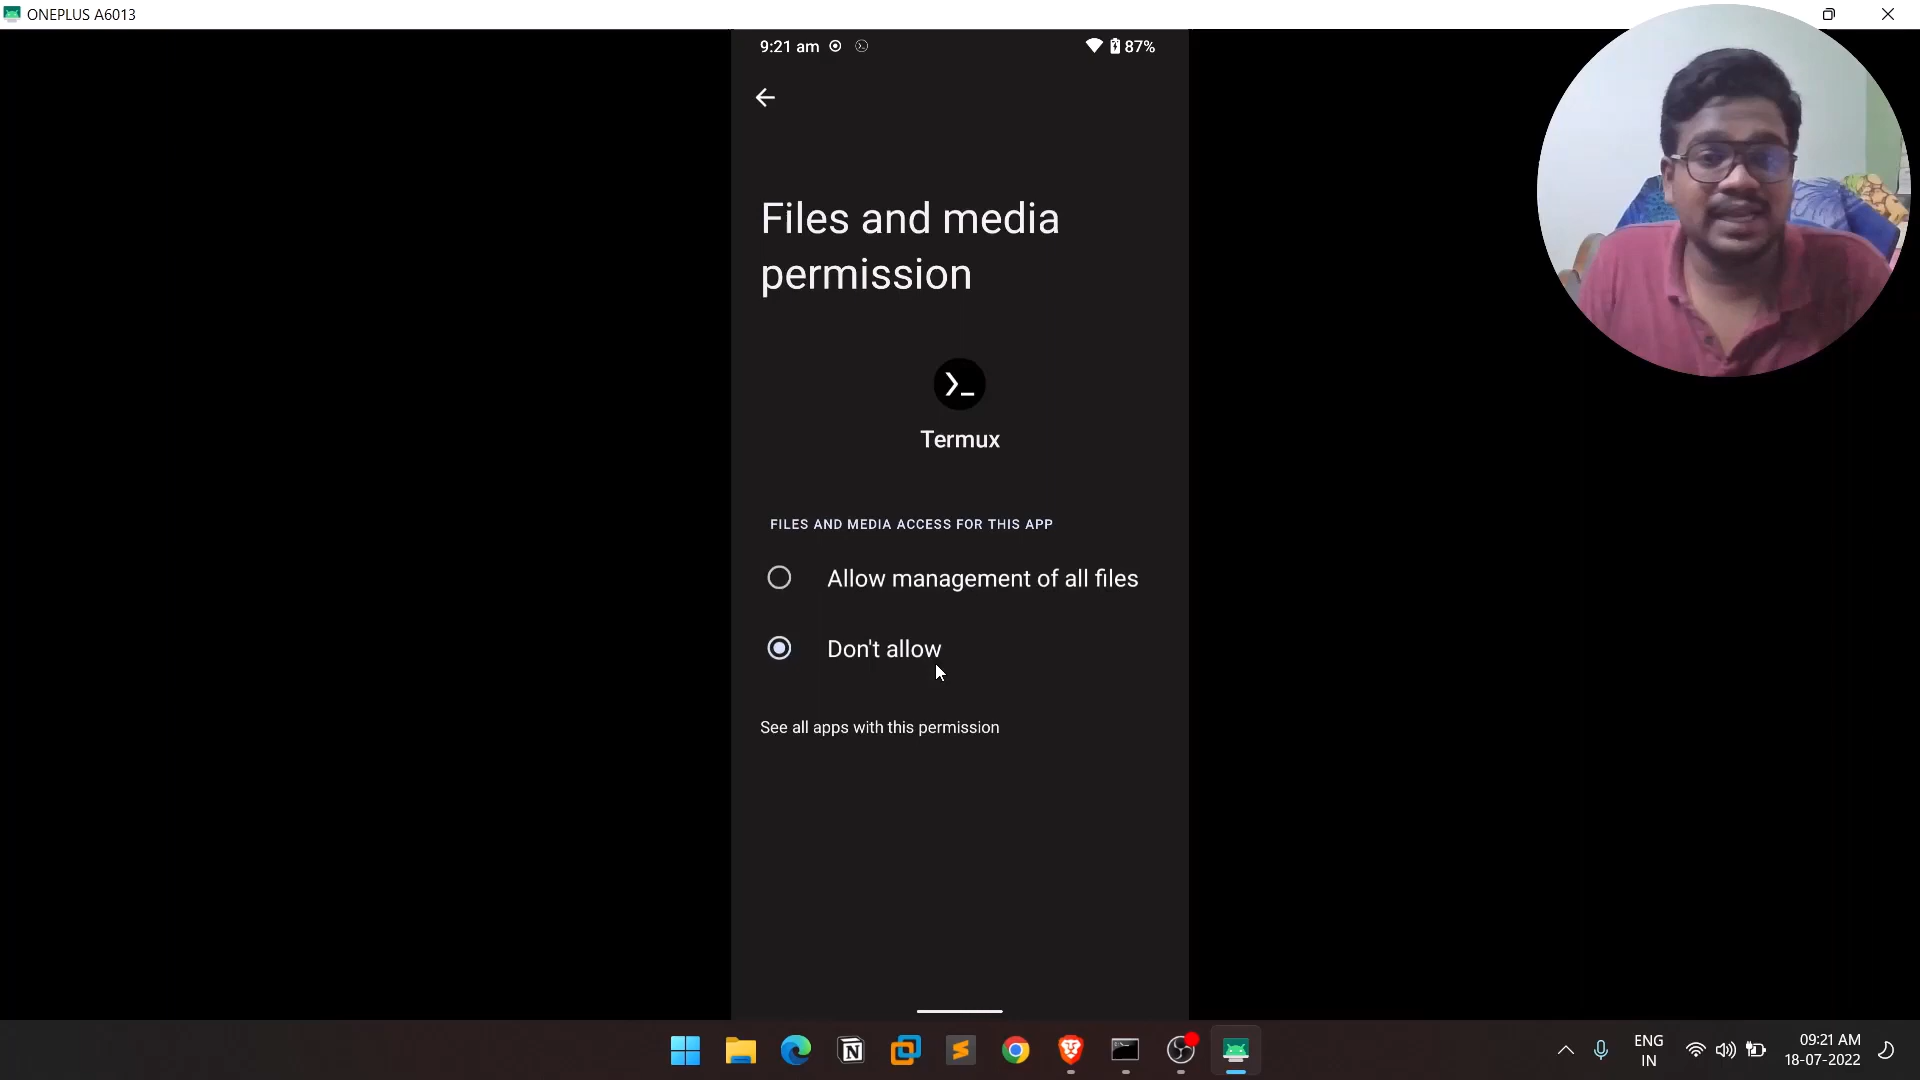 ONEPLUS A6013
9:21 am
87%
Files and media
permission
Termux
FILES AND MEDIA ACCESS FOR THIS APP
Allow management of all files
Don't allow
See all apps with this permission
ENG
IN
09:21 AM
18-07-2022